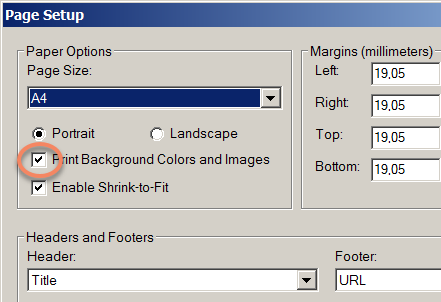 Page Setup
Paper Options
Page Size:
A4
Portrait
Landscape
Print Background Colors and Images
Enable Shrink-to-Fit
Margins (millimeters)
Left: 19,05
Right: 19,05
Top: 19,05
Bottom: 19,05
Headers and Footers
Header:
Title
Footer:
URL